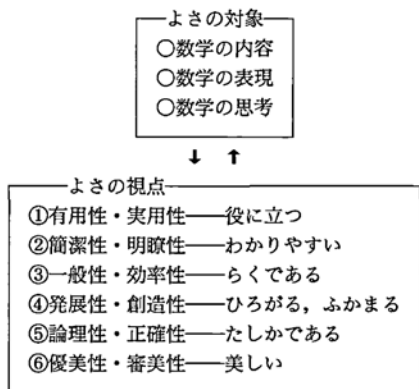 よさの対象
○数学の内容
○数学の表現
○数学の思考
↓ ↑
よさの視点
①有用性・実用性――役に立つ
②簡潔性・明瞭性――わかりやすい
③一般性・効率性――らくである
④発展性・創造性――ひろがる，ふかまる
⑤論理性・正確性――たしかである
⑥優美性・審美性――美しい